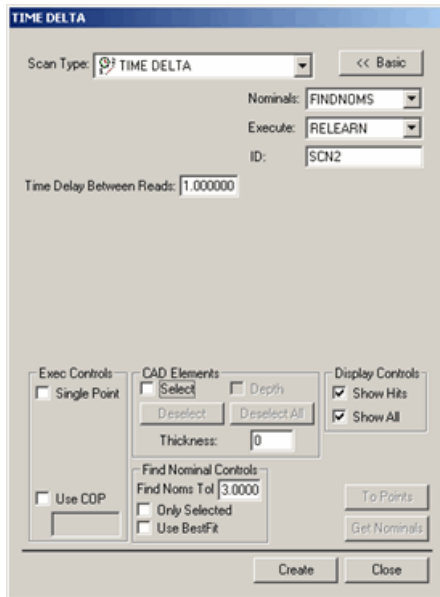 TIME DELTA
Scan Type: TIME DELTA << Basic
Nominals: FINDNOMS
Execute: RELEARN
ID: SCN2
Time Delay Between Reads: 1.000000
Exec Controls CAD Elements Display Controls
Single Point Select Depth Show Hits
Deselect Deselect All Show All
Thickness: 0
Find Nominal Controls
Find Noms Tol 3.0000
Use COP Only Selected To Points
Use BestFit Get Nominals
Create Close